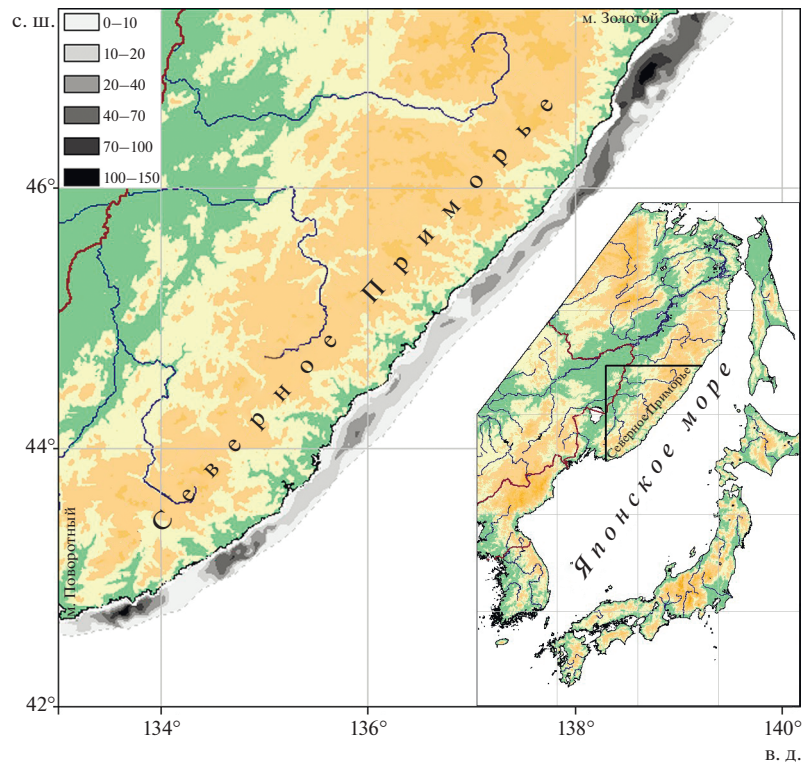 с. ш.
0–10
10–20
20–40
40–70
70–100
100–150
м. Золотой
46°
44°
42°
Северное Приморье
м. Поворотный
Северное Приморье
Японское море
134°
136°
138°
140°
в. д.